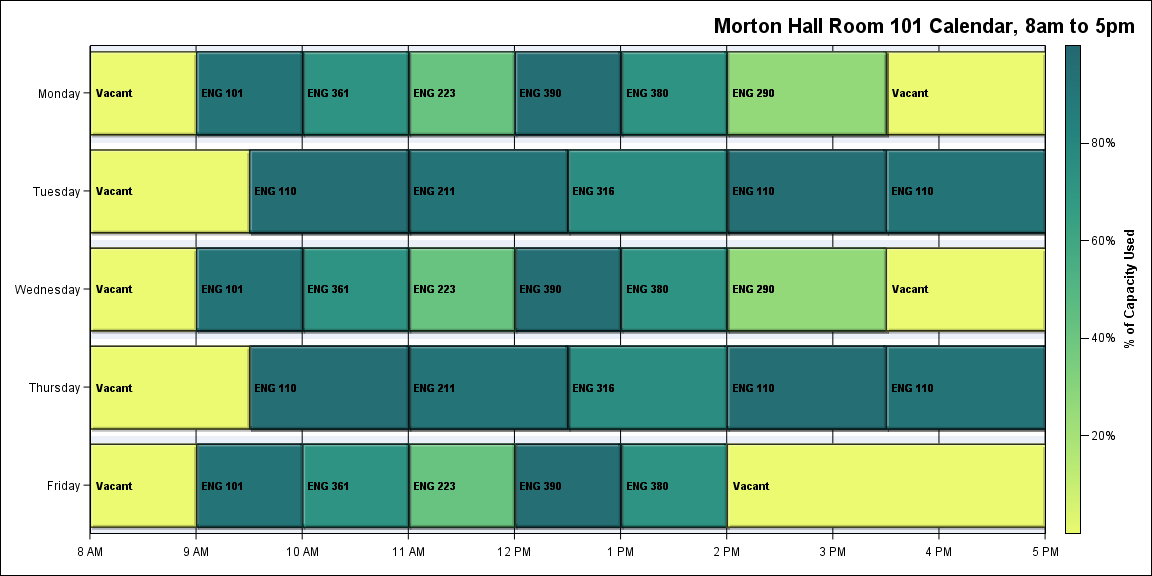 Morton Hall Room 101 Calendar, 8am to 5pm
Monday Vacant ENG 101 ENG 361 ENG 223 ENG 390 ENG 380 ENG 290 Vacant
Tuesday Vacant ENG 110 ENG 211 ENG 316 ENG 110 ENG 110
Wednesday Vacant ENG 101 ENG 361 ENG 223 ENG 390 ENG 380 ENG 290 Vacant
Thursday Vacant ENG 110 ENG 211 ENG 316 ENG 110 ENG 110
Friday Vacant ENG 101 ENG 361 ENG 223 ENG 390 ENG 380 Vacant
8 AM 9 AM 10 AM 11 AM 12 PM 1 PM 2 PM 3 PM 4 PM 5 PM
80%
60%
40%
20%
% of Capacity Used